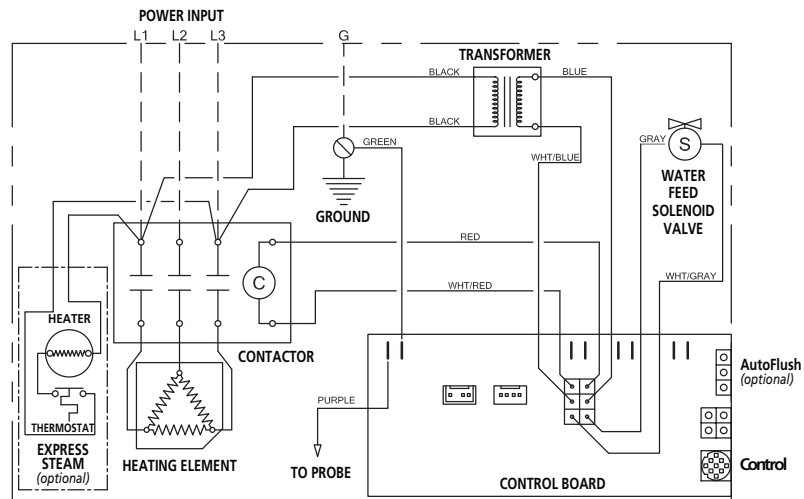 POWER INPUT
L1 L2 L3 G
TRANSFORMER
BLACK
BLUE
BLACK
GREEN
WHT/BLUE
GRAY
S
WATER
FEED
SOLENOID
VALVE
GROUND
RED
C
WHT/RED
WHT/GRAY
HEATER
CONTACTOR
THERMOSTAT
EXPRESS
STEAM
(optional)
HEATING ELEMENT
PURPLE
TO PROBE
CONTROL BOARD
AutoFlush
(optional)
Control